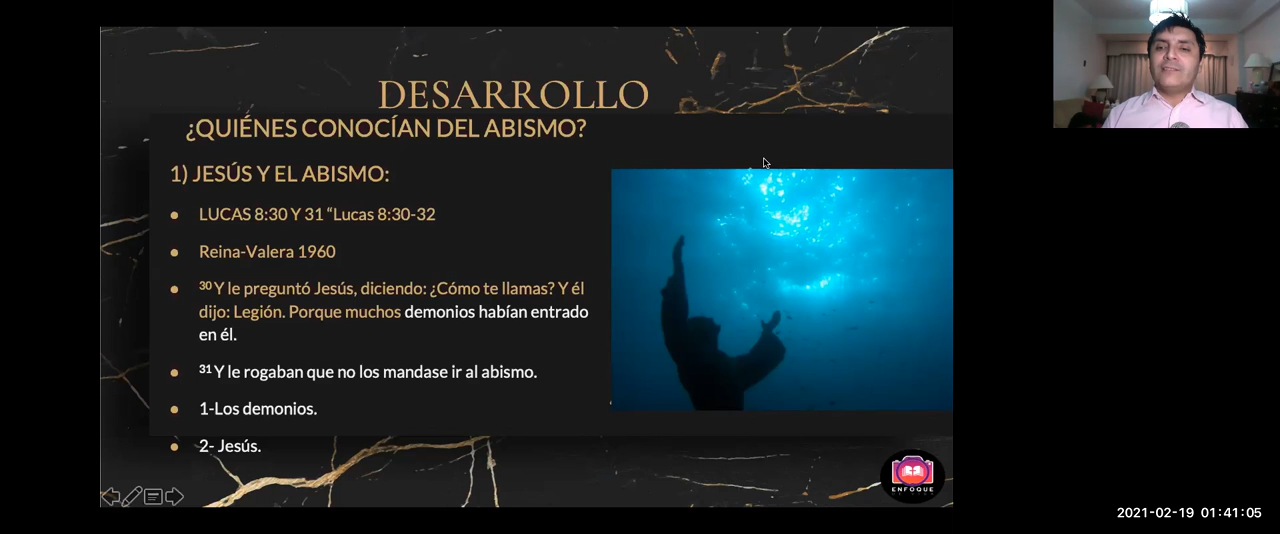 DESARROLLO
¿QUIÉNES CONOCÍAN DEL ABISMO?
1) JESÚS Y EL ABISMO:
LUCAS 8:30 Y 31 “Lucas 8:30-32
Reina-Valera 1960
30 Y le preguntó Jesús, diciendo: ¿Cómo te llamas? Y él
dijo: Legión. Porque muchos demonios habían entrado
en él.
31 Y le rogaban que no los mandase ir al abismo.
1-Los demonios.
2- Jesús.
ENFOQUE
2021-02-19 01:41:05